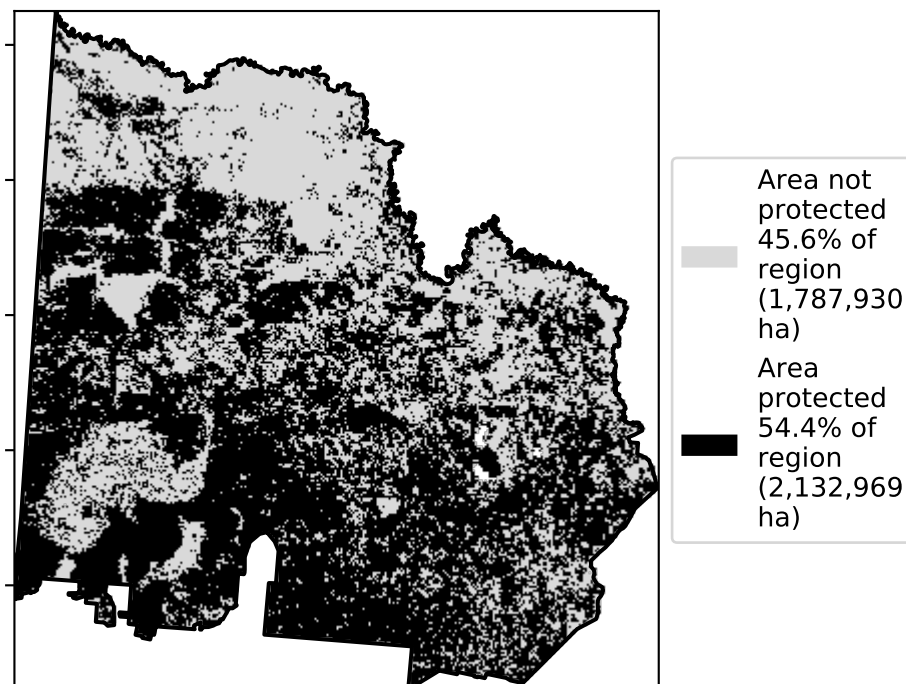 Area not
protected
45.6% of
region
(1,787,930
ha)
Area
protected
54.4% of
region
(2,132,969
ha)